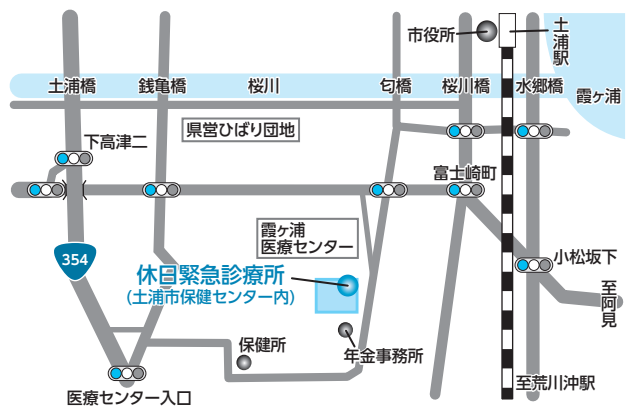 市役所
土浦駅
土浦橋
銭亀橋
桜川
匂橋
桜川橋
水郷橋
霞ヶ浦
県営ひばり団地
下高津二
富士崎町
霞ヶ浦
医療センター
小松坂下
354
休日緊急診療所
(土浦市保健センター内)
至阿見
保健所
年金事務所
至荒川沖駅
医療センター入口